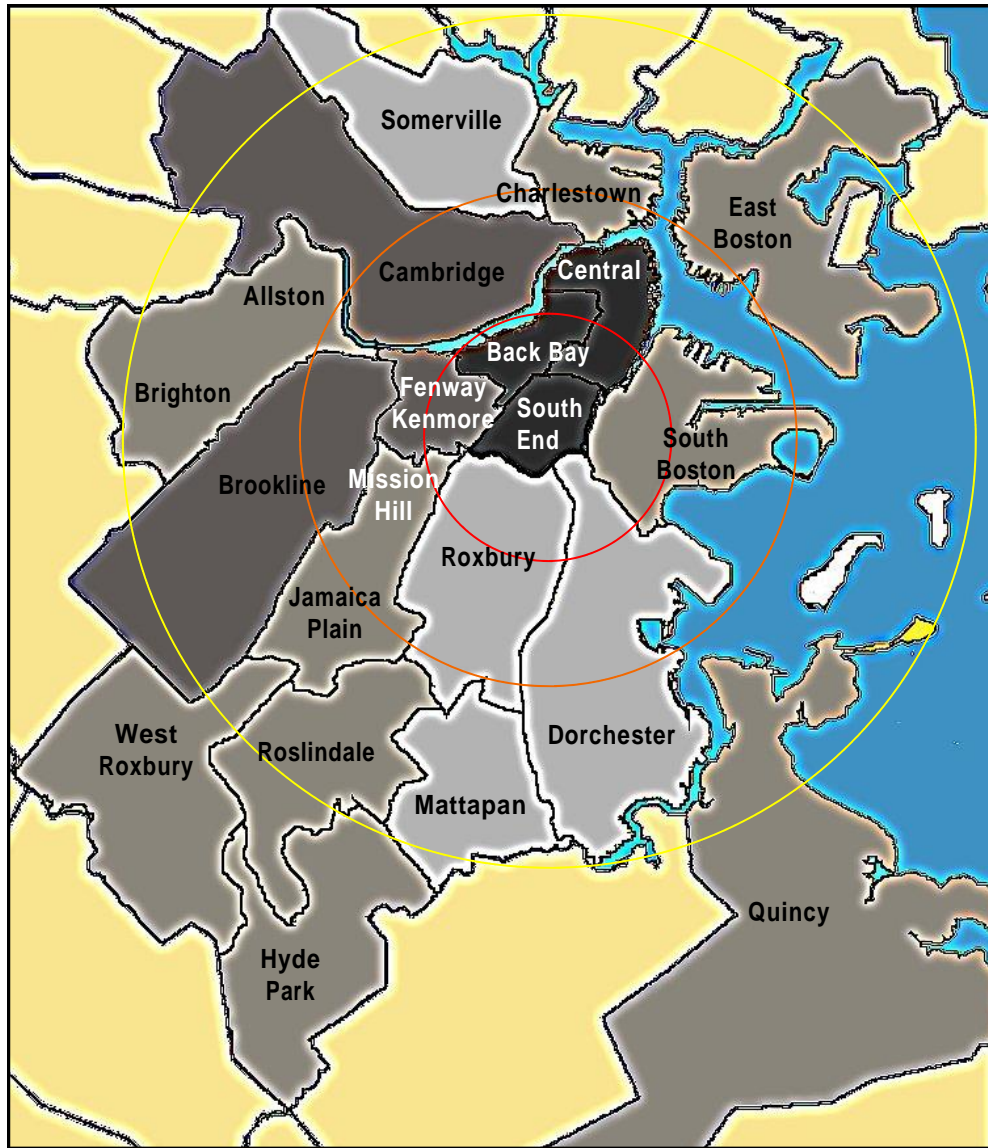 Somerville
Charlestown
East
Boston
Central
Cambridge
Allston
Back Bay
Fenway
Kenmore
Brighton
South
End
South
Boston
Mission
Hill
Brookline
Roxbury
Jamaica
Plain
West
Roxbury
Roslindale
Dorchester
Mattapan
Quincy
Hyde
Park